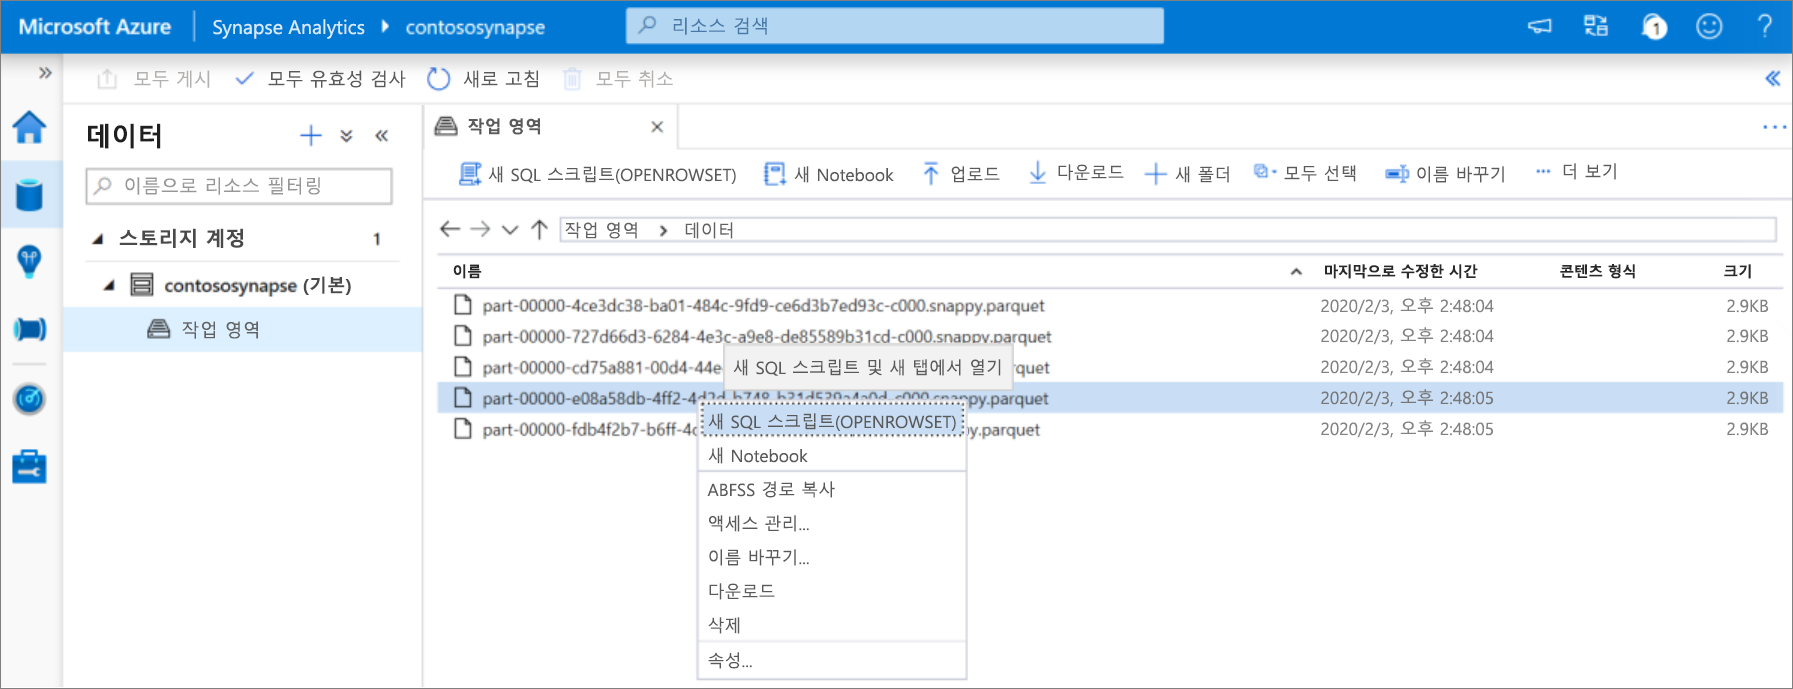 Microsoft Azure
Synapse Analytics
contososynapse
리소스 검색
1
모두 게시
모두 유효성 검사
새로 고침
모두 취소
데이터
이름으로 리소스 필터링
스토리지 계정 1
contososynapse (기본)
작업 영역
작업 영역
새 SQL 스크립트(OPENROWSET)
새 Notebook
업로드
다운로드
새 폴더
모두 선택
이름 바꾸기
더 보기
작업 영역 > 데이터
이름 마지막으로 수정한 시간 콘텐츠 형식 크기
part-00000-4ce3dc38-ba01-484c-9fd9-ce6d3b7ed93c-c000.snappy.parquet 2020/2/3, 오후 2:48:04 2.9KB
part-00000-727d66d3-6284-4e3c-a9e8-de85589b31cd-c000.snappy.parquet 2020/2/3, 오후 2:48:04 2.9KB
part-00000-cd75a881-00d4-44e quet 2020/2/3, 오후 2:48:04 2.9KB
part-00000-e08a58db-4ff2-4d2d-b748-b31d539a4a0d-c000.snappy.parquet 2020/2/3, 오후 2:48:05 2.9KB
part-00000-fdb4f2b7-b6ff-4 y.parquet 2020/2/3, 오후 2:48:05 2.9KB
새 SQL 스크립트 및 새 탭에서 열기
새 SQL 스크립트(OPENROWSET)
새 Notebook
ABFSS 경로 복사
액세스 관리...
이름 바꾸기...
다운로드
삭제
속성...